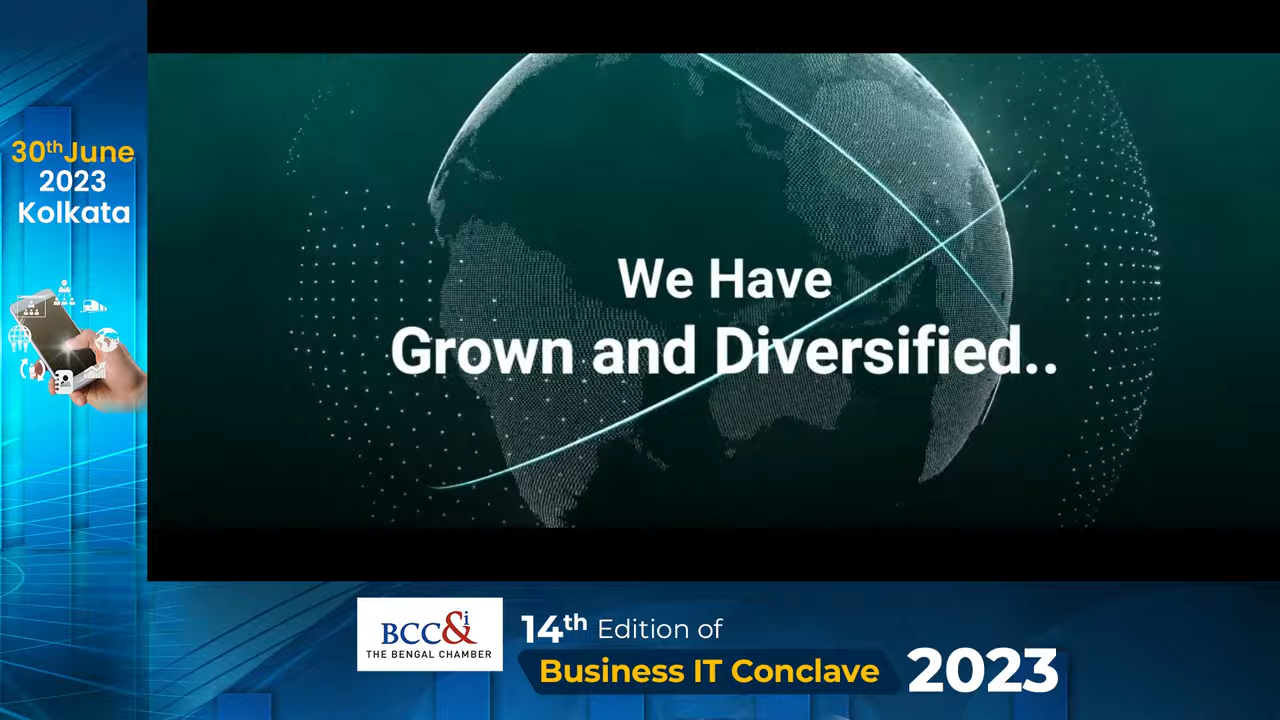 30th June
2023
Kolkata
We Have
Grown and Diversified..
BCC&i
THE BENGAL CHAMBER
14th Edition of
Business IT Conclave 2023